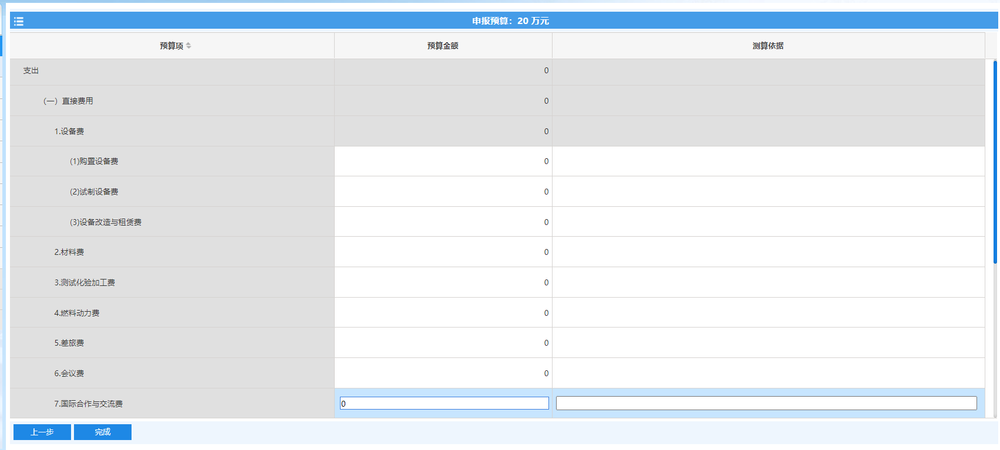 申报预算：20 万元
预算项 预算金额 测算依据
支出 0
（一）直接费用 0
1.设备费 0
(1)购置设备费 0
(2)试制设备费 0
(3)设备改造与租赁费 0
2.材料费 0
3.测试化验加工费 0
4.燃料动力费 0
5.差旅费 0
6.会议费 0
7.国际合作与交流费 0
上一步 完成